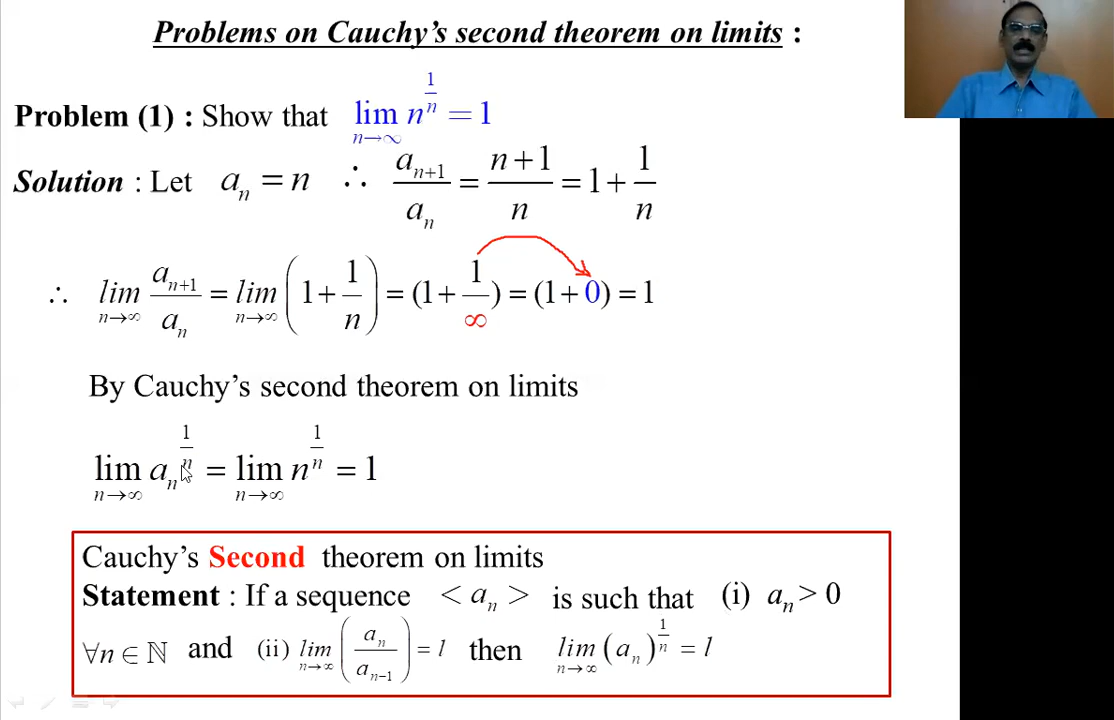 Problems on Cauchy's second theorem on limits :
Problem (1) : Show that lim_{n→∞} n^{1/n} = 1
Solution : Let a_n = n ∴ a_{n+1}/a_n = (n+1)/n = 1 + 1/n
∴ lim_{n→∞} a_{n+1}/a_n = lim_{n→∞} (1 + 1/n) = (1 + 1/∞) = (1 + 0) = 1
By Cauchy's second theorem on limits
lim_{n→∞} a_n^{1/n} = lim_{n→∞} n^{1/n} = 1
Cauchy's Second theorem on limits
Statement : If a sequence < a_n > is such that (i) a_n > 0
∀n ∈ ℕ and (ii) lim_{n→∞} (a_n/a_{n-1}) = l then lim_{n→∞} (a_n)^{1/n} = l